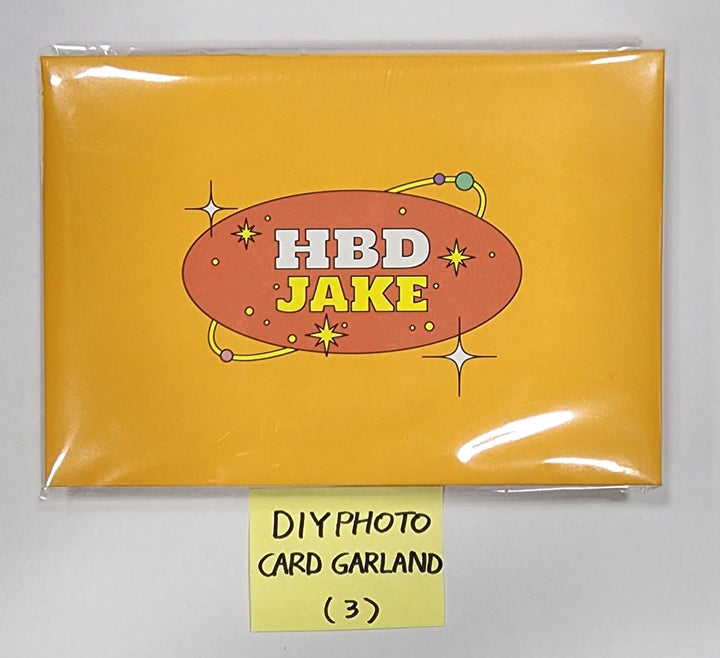 HBD
JAKE
DIY PHOTO
CARD GARLAND
(3)